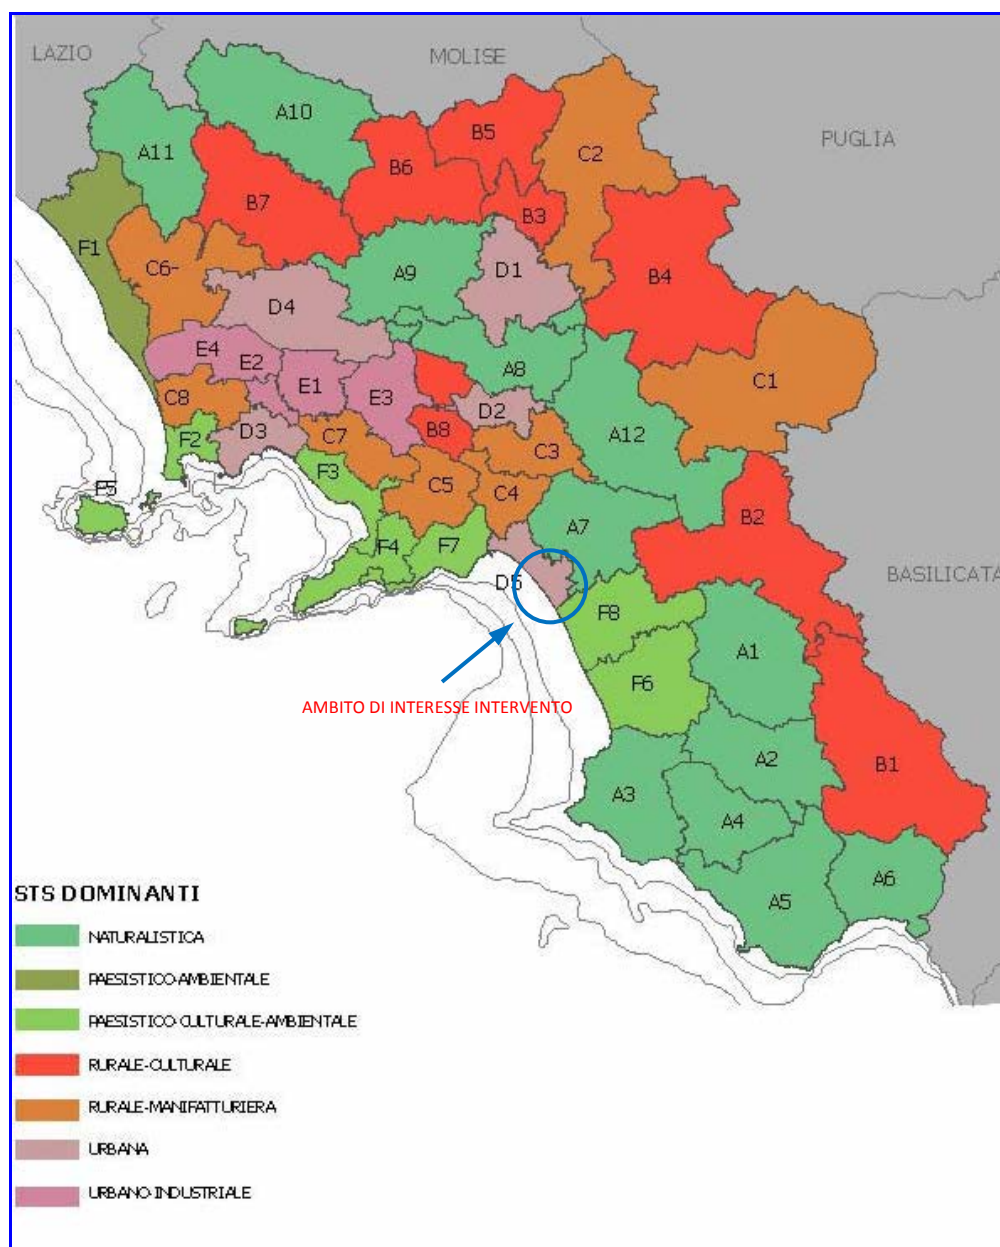 LAZIO
MOLISE
PUGLIA
BASILICATA
A10
A11
B5
B6
C2
B7
B3
F1
C6-
A9
D1
B4
D4
E4
E2
A8
E1
E3
C1
C8
D2
B8
D3
C7
A12
F2
C3
F3
F5
C5
C4
B2
A7
F4
F7
D5
F8
A1
F6
AMBITO DI INTERESSE INTERVENTO
A2
B1
A3
A4
A6
A5
STS DOMINANTI
NATURALISTICA
PAESISTICO-AMBIENTALE
PAESISTICO-CULTURALE-AMBIENTALE
RURALE-CULTURALE
RURALE-MANIFATTURIERA
URBANA
URBANO-INDUSTRIALE